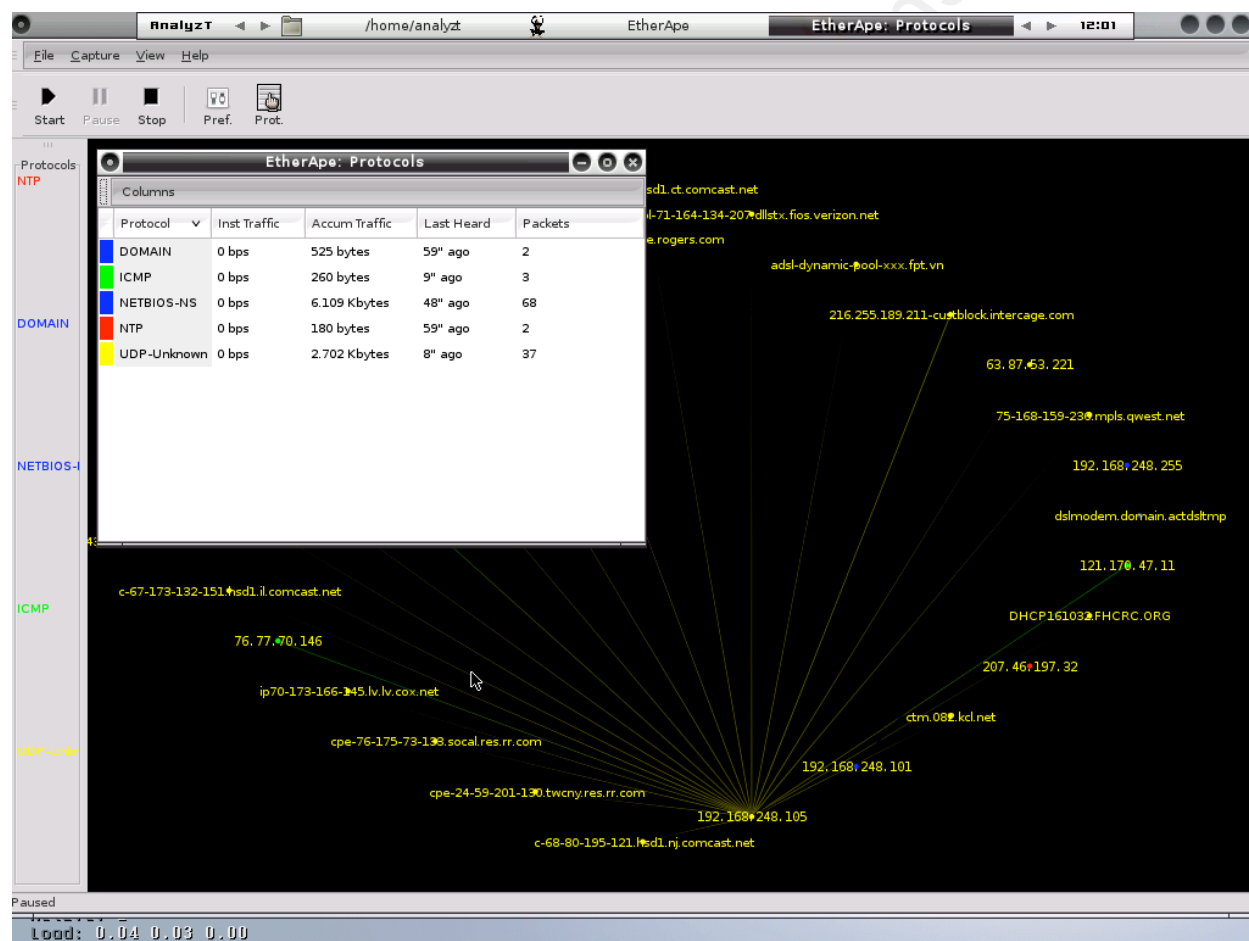 AnalyzT /home/analyzt EtherApe EtherApe: Protocols 12:01
File Capture View Help
Start Pause Stop Pref. Prot.
Protocols
NTP
DOMAIN
NETBIOS-
ICMP
EtherApe: Protocols
Columns
Protocol Inst Traffic Accum Traffic Last Heard Packets
DOMAIN 0 bps 525 bytes 59" ago 2
ICMP 0 bps 260 bytes 9" ago 3
NETBIOS-NS 0 bps 6.109 Kbytes 48" ago 68
NTP 0 bps 180 bytes 59" ago 2
UDP-Unknown 0 bps 2.702 Kbytes 8" ago 37
sd1.ct.comcast.net
l-71-164-134-207.dllstx.fios.verizon.net
e.rogers.com
adsl-dynamic-pool-xxx.fpt.vn
216.255.189.211-custblock.intercage.com
63.87.63.221
75-168-159-230.mpls.qwest.net
192.168.248.255
dslmodem.domain.actdsltmp
121.170.47.11
c-67-173-132-151.hsd1.il.comcast.net
DHCP161032.FHCRC.ORG
76.77.70.146
207.46.197.32
ip70-173-166-145.lv.lv.cox.net
ctm.082.kcl.net
cpe-76-175-73-138.socal.res.rr.com
192.168.248.101
cpe-24-59-201-130.twcny.res.rr.com
192.168.248.105
c-68-80-195-121.hsd1.nj.comcast.net
Paused
Load: 0.04 0.03 0.00